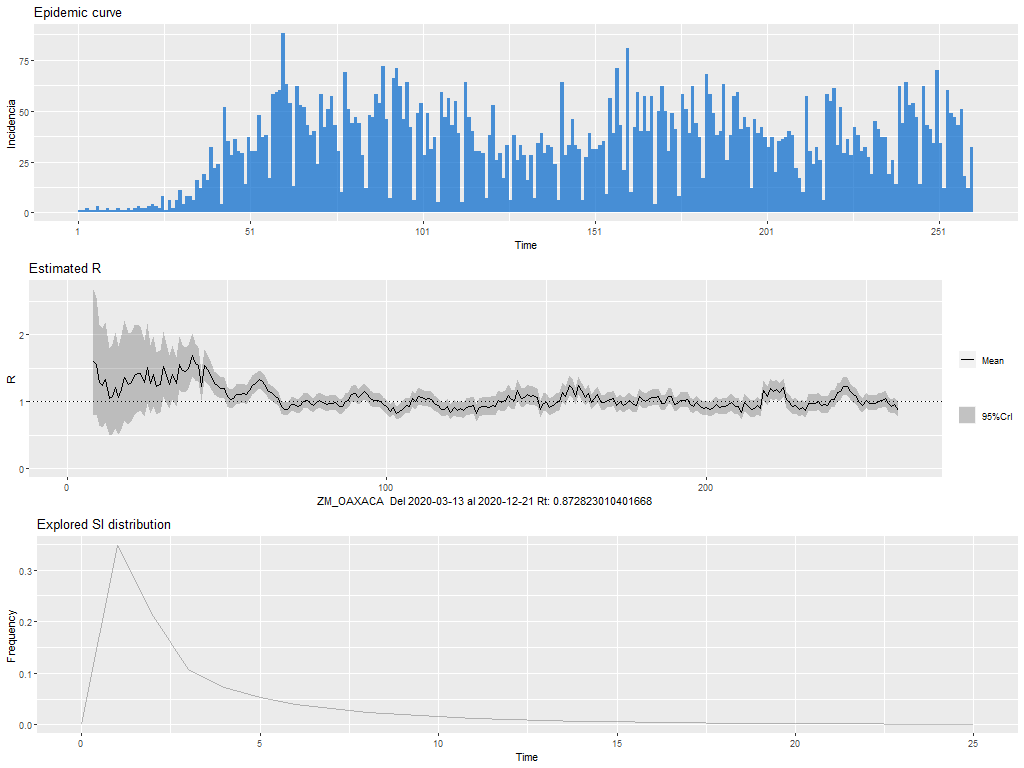 Epidemic curve
75
50
25
0
Incidencia
1
51
101
151
201
251
Time
Estimated R
2
1
0
R
0
100
200
Mean
95%CrI
ZM_OAXACA Del 2020-03-13 al 2020-12-21 Rt: 0.872823010401668
Explored SI distribution
0.3
0.2
0.1
0.0
Frequency
0
5
10
15
20
25
Time